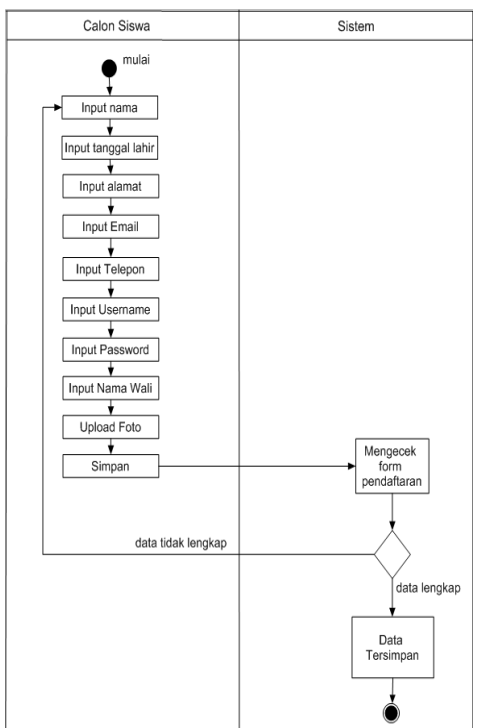 Calon Siswa
Sistem
mulai
Input nama
Input tanggal lahir
Input alamat
Input Email
Input Telepon
Input Username
Input Password
Input Nama Wali
Upload Foto
Simpan
Mengecek
form
pendaftaran
data tidak lengkap
data lengkap
Data
Tersimpan